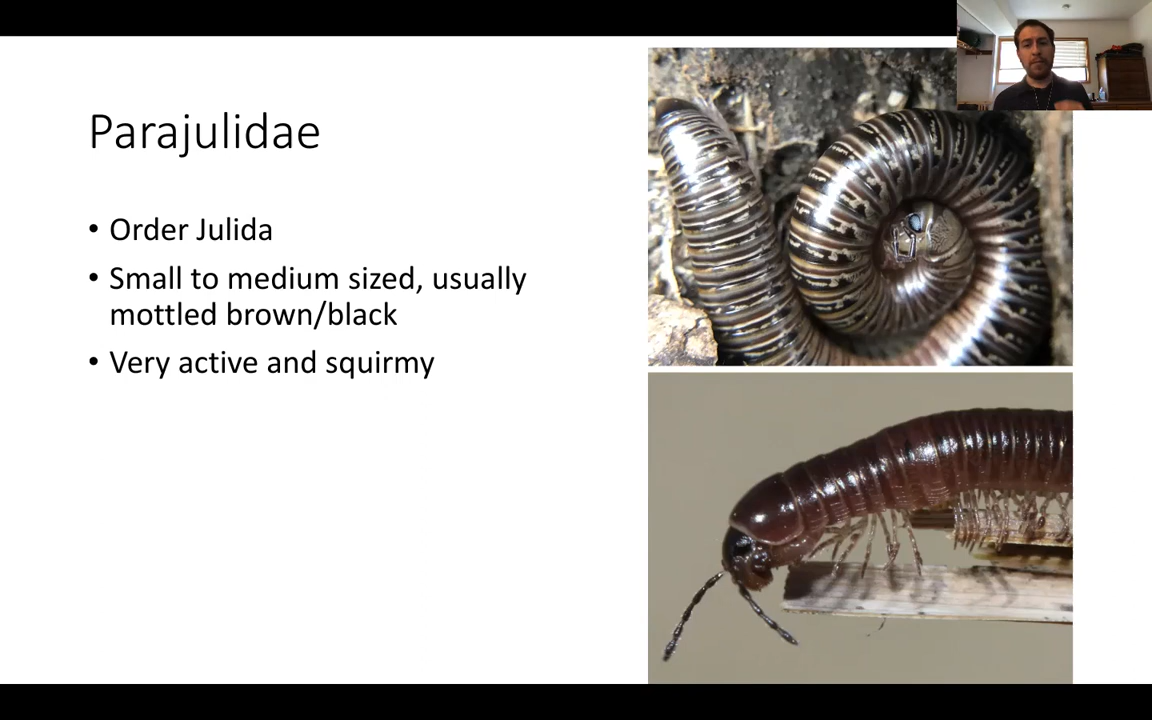 Parajulidae
• Order Julida
• Small to medium sized, usually
mottled brown/black
• Very active and squirmy